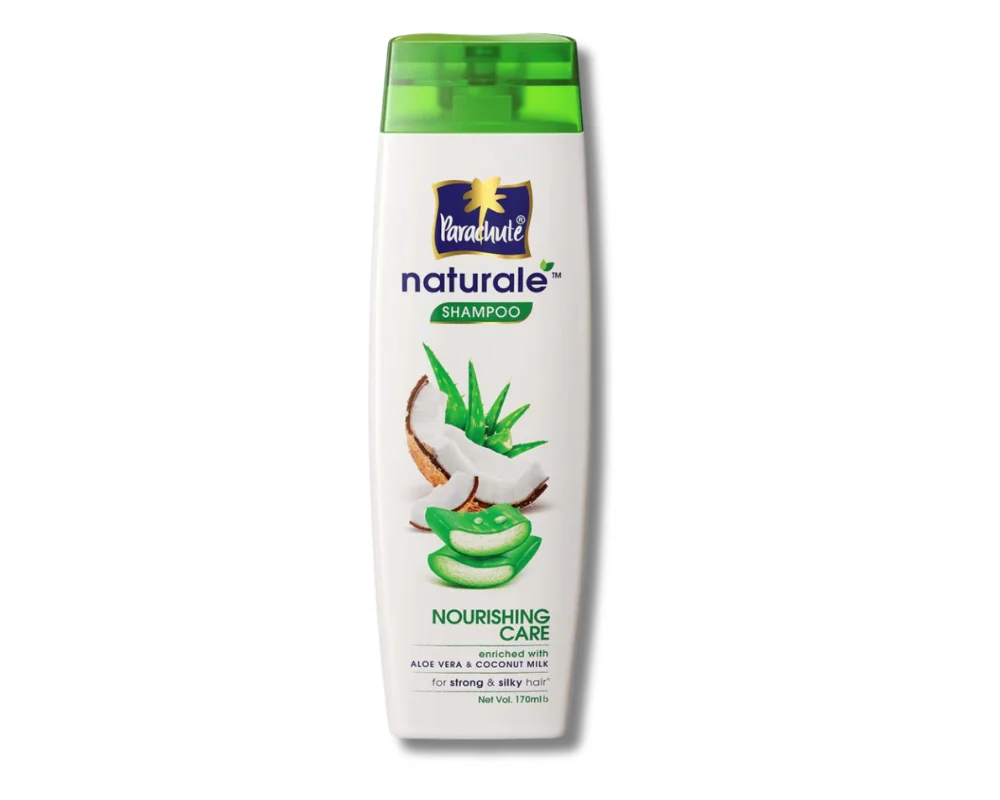 Parachute®
naturale™
SHAMPOO
NOURISHING
CARE
enriched with
ALOE VERA & COCONUT MILK
for strong & silky hair*
Net Vol. 170ml b